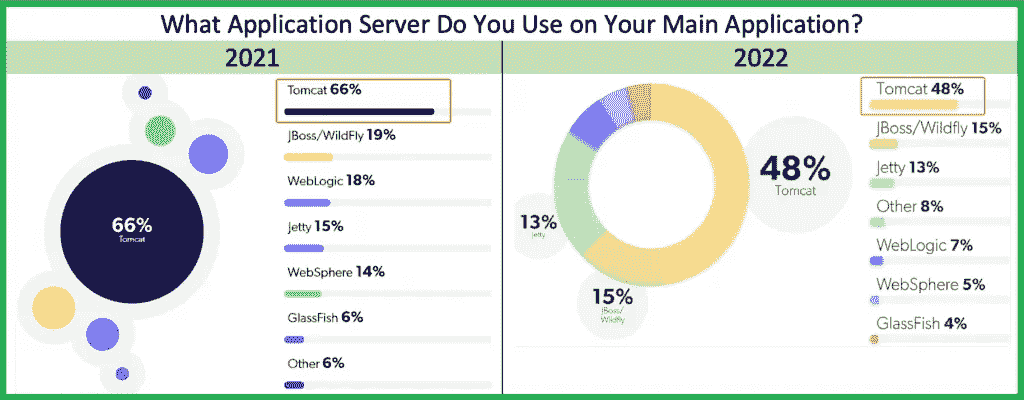 What Application Server Do You Use on Your Main Application?
2021
2022
66%
Tomcat
Tomcat 66%
JBoss/WildFly 19%
WebLogic 18%
Jetty 15%
WebSphere 14%
GlassFish 6%
Other 6%
48%
Tomcat
13%
Jetty
15%
JBoss/
Wildfly
Tomcat 48%
JBoss/Wildfly 15%
Jetty 13%
Other 8%
WebLogic 7%
WebSphere 5%
GlassFish 4%